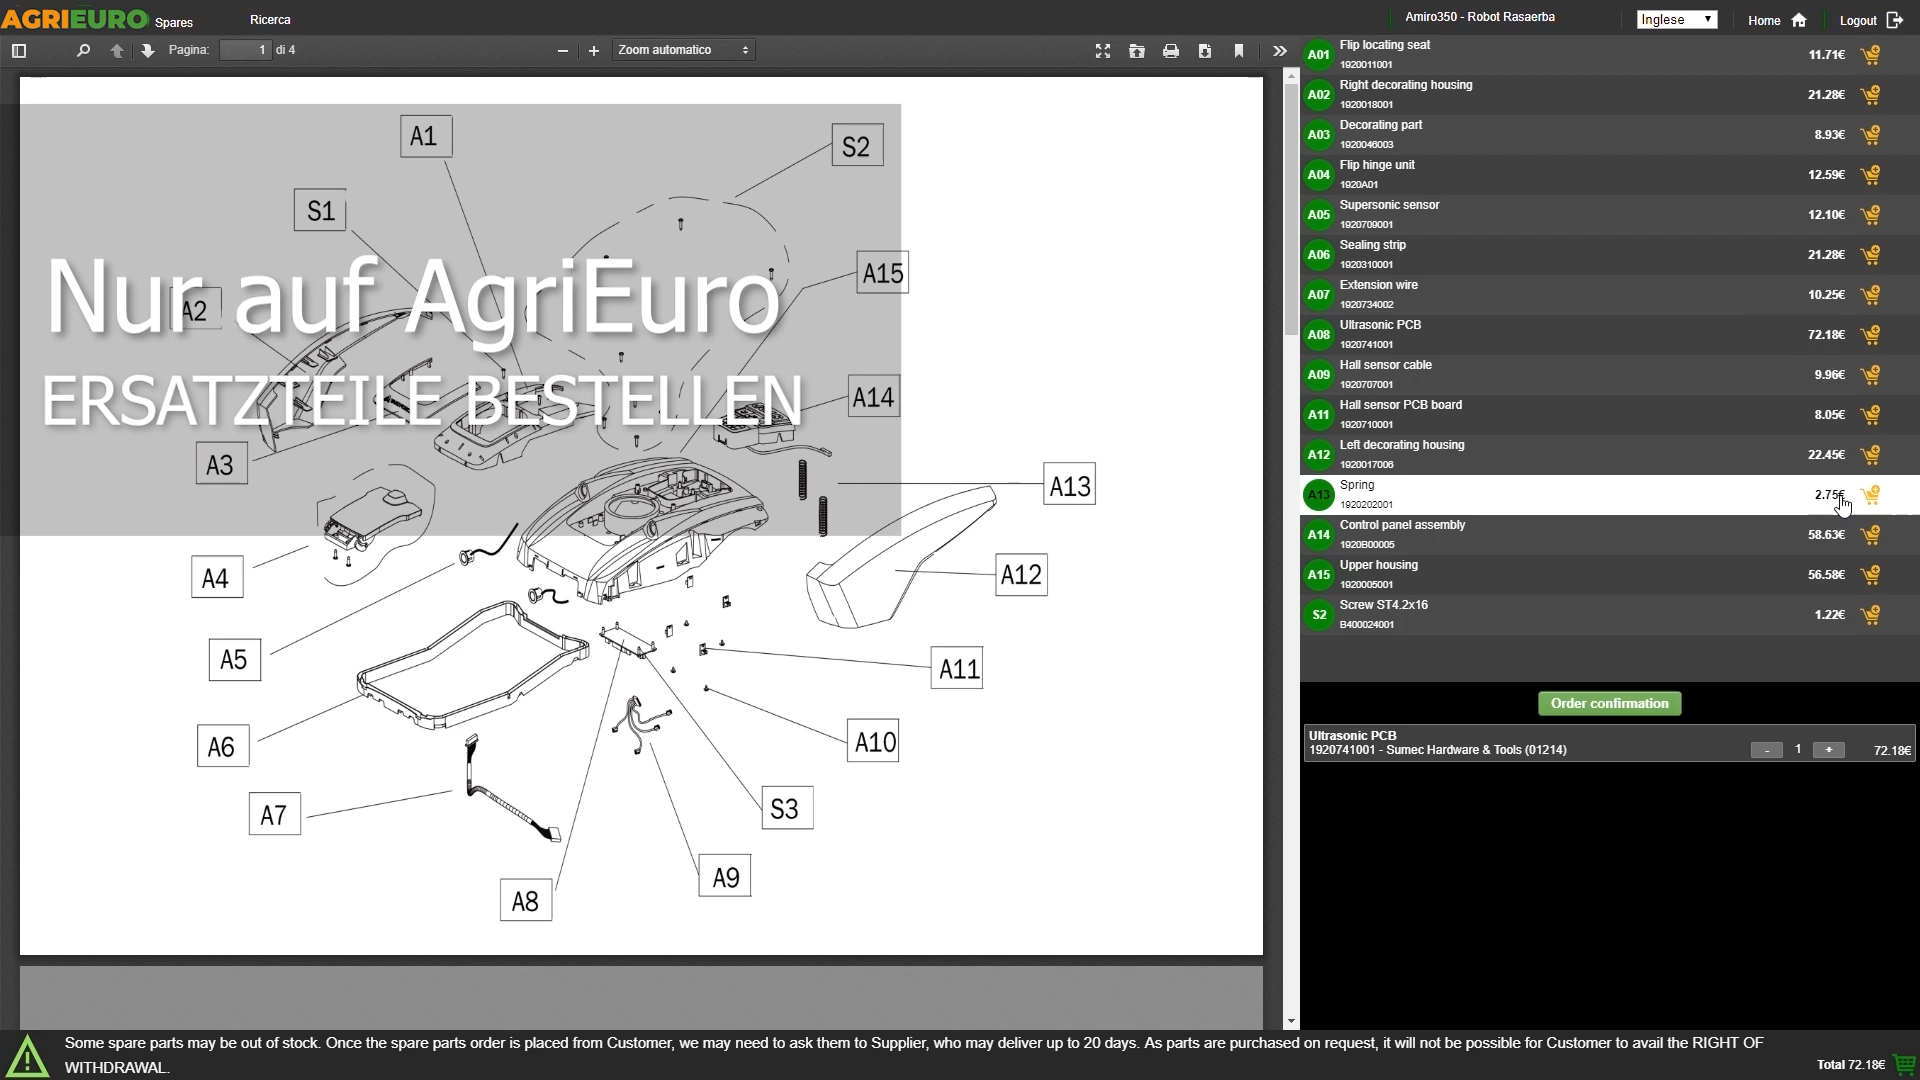 AGRIEURO Spares
Ricerca
Amiro350 - Robot Rasaerba
Inglese
Home
Logout
Pagina: 1 di 4
Zoom automatico
A1
S2
S1
A15
A2
Nur auf AgriEuro
ERSATZTEILE BESTELLEN
A14
A3
A13
A4
A12
A5
A11
A6
A10
A7
S3
A9
A8
A01 Flip locating seat 11.71€
1920011001
A02 Right decorating housing 21.28€
1920018001
A03 Decorating part 8.93€
1920046003
A04 Flip hinge unit 12.59€
1920A01
A05 Supersonic sensor 12.10€
1920709001
A06 Sealing strip 21.28€
1920310001
A07 Extension wire 10.25€
1920734002
A08 Ultrasonic PCB 72.18€
1920741001
A09 Hall sensor cable 9.96€
1920707001
A11 Hall sensor PCB board 8.05€
1920710001
A12 Left decorating housing 22.45€
1920017006
A13 Spring 2.75€
1920202001
A14 Control panel assembly 58.63€
1920B00005
A15 Upper housing 56.58€
1920005001
S2 Screw ST4.2x16 1.22€
B400024001
Order confirmation
Ultrasonic PCB
1920741001 - Sumec Hardware & Tools (01214) - 1 + 72.18€
Some spare parts may be out of stock. Once the spare parts order is placed from Customer, we may need to ask them to Supplier, who may deliver up to 20 days. As parts are purchased on request, it will not be possible for Customer to avail the RIGHT OF
WITHDRAWAL.
Total 72.18€